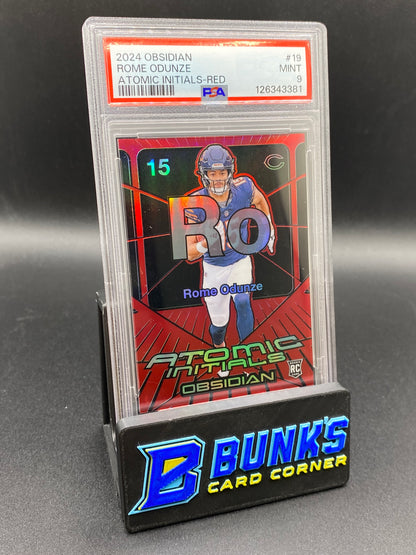 2024 OBSIDIAN #19
ROME ODUNZE MINT
ATOMIC INITIALS-RED 9
PSA 126343381
15
C
Ro
Rome Odunze
ATOMIC
INITIALS
OBSIDIAN
RC
B BUNK'S
CARD CORNER